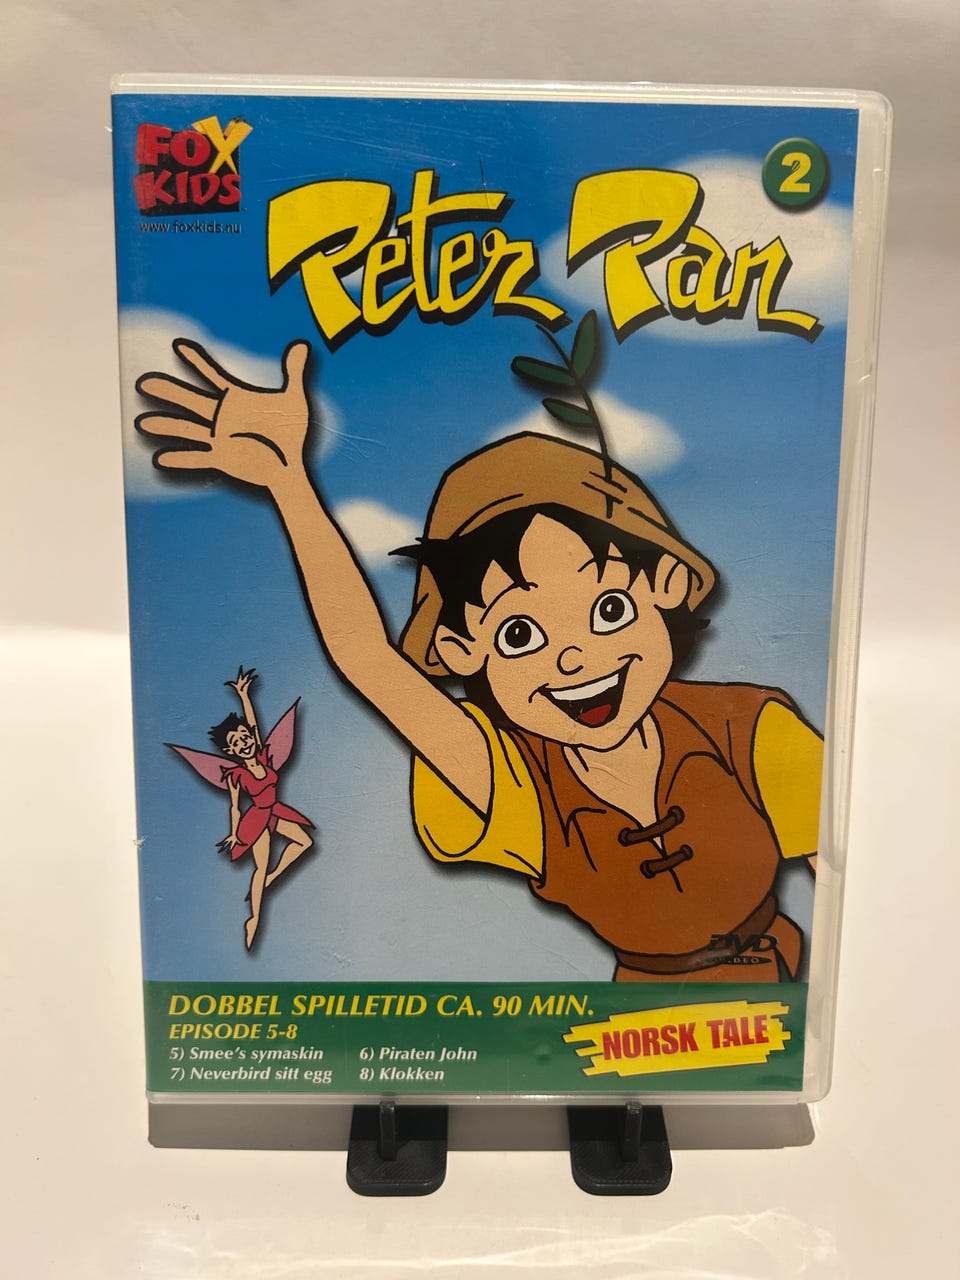 FOX
KIDS
www.foxkids.nu
2
Peter Pan
DVD
VIDEO
DOBBEL SPILLETID CA. 90 MIN.
EPISODE 5-8
5) Smee's symaskin 6) Piraten John
7) Neverbird sitt egg 8) Klokken
NORSK TALE